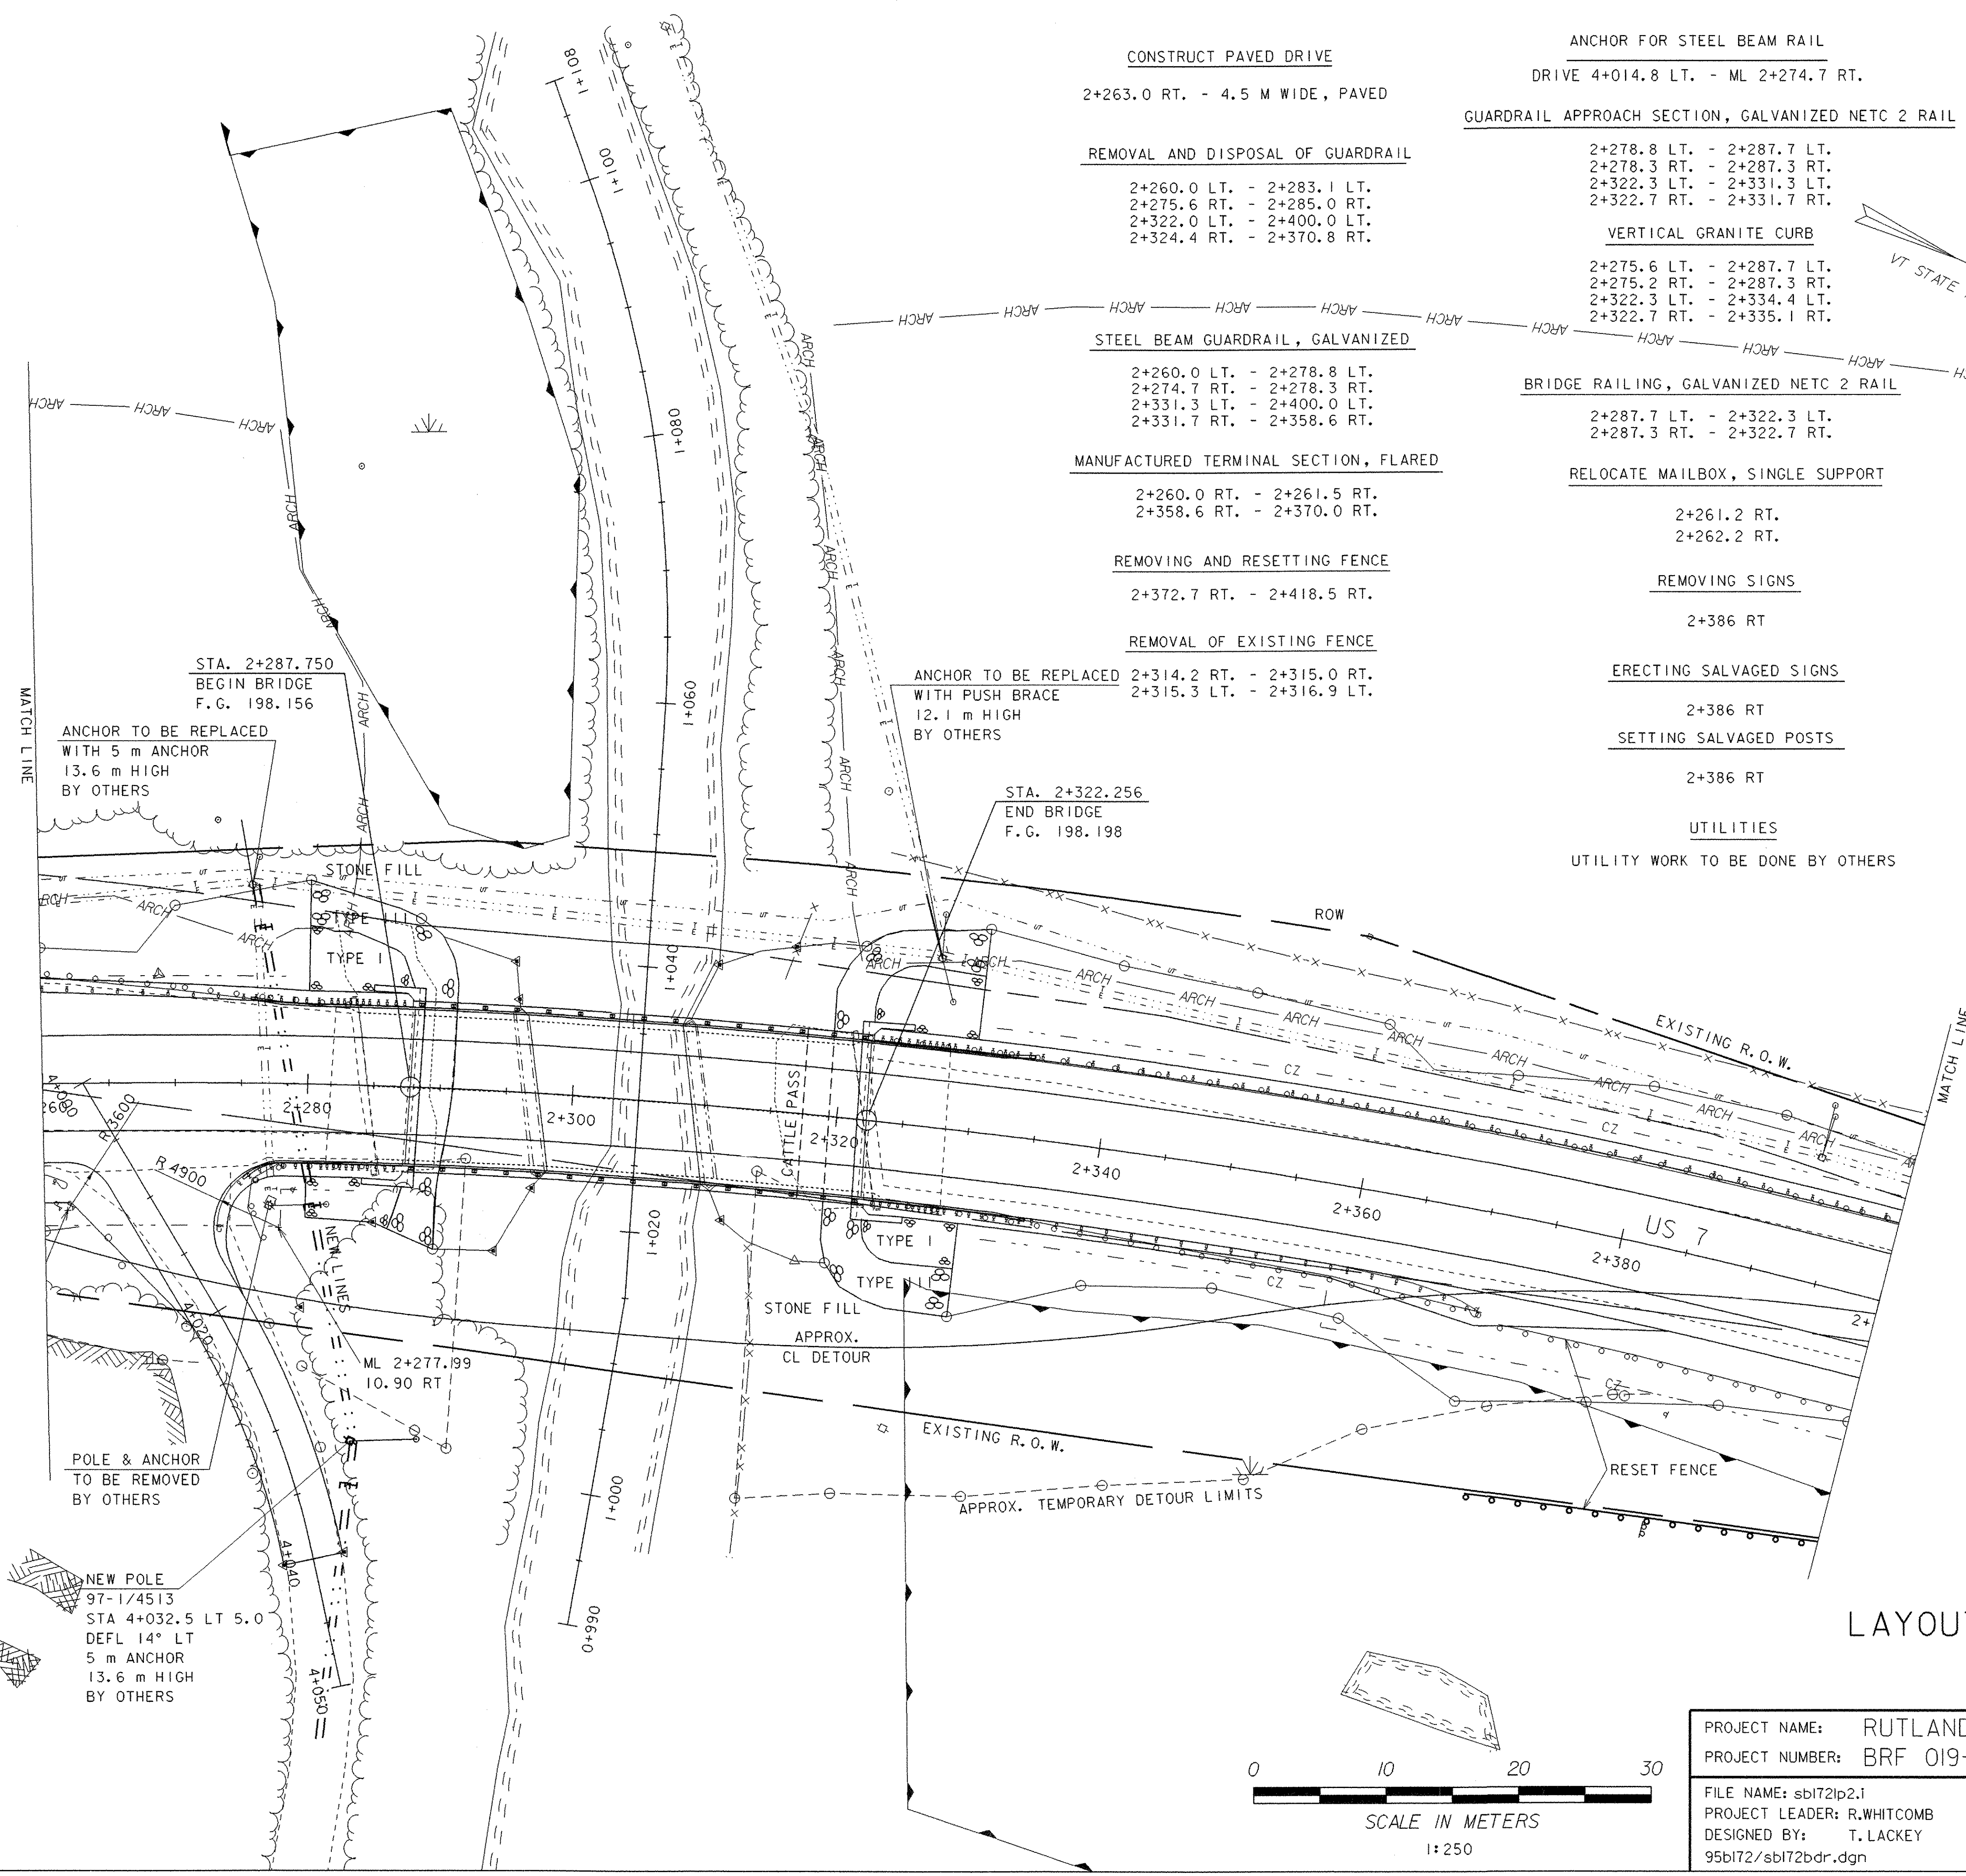 CONSTRUCT PAVED DRIVE
2+263.0 RT. - 4.5 M WIDE, PAVED
REMOVAL AND DISPOSAL OF GUARDRAIL
2+260.0 LT. - 2+283.1 LT.
2+275.6 RT. - 2+285.0 RT.
2+322.0 LT. - 2+400.0 LT.
2+324.4 RT. - 2+370.8 RT.
STEEL BEAM GUARDRAIL, GALVANIZED
2+260.0 LT. - 2+278.8 LT.
2+274.7 RT. - 2+278.3 RT.
2+331.3 LT. - 2+400.0 LT.
2+331.7 RT. - 2+358.6 RT.
MANUFACTURED TERMINAL SECTION, FLARED
2+260.0 RT. - 2+261.5 RT.
2+358.6 RT. - 2+370.0 RT.
REMOVING AND RESETTING FENCE
2+372.7 RT. - 2+418.5 RT.
REMOVAL OF EXISTING FENCE
2+314.2 RT. - 2+315.0 RT.
2+315.3 LT. - 2+316.9 LT.
ANCHOR FOR STEEL BEAM RAIL
DRIVE 4+014.8 LT. - ML 2+274.7 RT.
GUARDRAIL APPROACH SECTION, GALVANIZED NETC 2 RAIL
2+278.8 LT. - 2+287.7 LT.
2+278.3 RT. - 2+287.3 RT.
2+322.3 LT. - 2+331.3 LT.
2+322.7 RT. - 2+331.7 RT.
VERTICAL GRANITE CURB
2+275.6 LT. - 2+287.7 LT.
2+275.2 RT. - 2+287.3 RT.
2+322.3 LT. - 2+334.4 LT.
2+322.7 RT. - 2+335.1 RT.
BRIDGE RAILING, GALVANIZED NETC 2 RAIL
2+287.7 LT. - 2+322.3 LT.
2+287.3 RT. - 2+322.7 RT.
RELOCATE MAILBOX, SINGLE SUPPORT
2+261.2 RT.
2+262.2 RT.
REMOVING SIGNS
2+386 RT
ERECTING SALVAGED SIGNS
2+386 RT
SETTING SALVAGED POSTS
2+386 RT
UTILITIES
UTILITY WORK TO BE DONE BY OTHERS
VT STATE
1+108
1+100
1+080
1+060
1+040
1+020
1+000
0+990
ARCH ARCH ARCH ARCH ARCH ARCH ARCH ARCH ARCH ARCH
ARCH ARCH ARCH
MATCH LINE
STA. 2+287.750
BEGIN BRIDGE
F.G. 198.156
ANCHOR TO BE REPLACED
WITH 5 m ANCHOR
13.6 m HIGH
BY OTHERS
ANCHOR TO BE REPLACED
WITH PUSH BRACE
12.1 m HIGH
BY OTHERS
STA. 2+322.256
END BRIDGE
F.G. 198.198
STONE FILL
TYPE III
TYPE I
ROW
EXISTING R.O.W.
MATCH LINE
CZ
CZ
CATTLE PASS
2+280
2+300
2+320
2+340
2+360
2+380
US 7
R 3600
R 4900
4+020
4+040
4+050
NEW LINES
ML 2+277.199
10.90 RT
TYPE I
TYPE III
STONE FILL
APPROX.
CL DETOUR
CZ
CZ
EXISTING R.O.W.
APPROX. TEMPORARY DETOUR LIMITS
RESET FENCE
POLE & ANCHOR
TO BE REMOVED
BY OTHERS
NEW POLE
97-1/4513
STA 4+032.5 LT 5.0
DEFL 14° LT
5 m ANCHOR
13.6 m HIGH
BY OTHERS
0 10 20 30
SCALE IN METERS
1:250
LAYOU
PROJECT NAME: RUTLAND
PROJECT NUMBER: BRF 019-
FILE NAME: sb172lp2.i
PROJECT LEADER: R.WHITCOMB
DESIGNED BY: T.LACKEY
95b172/sb172bdr.dgn